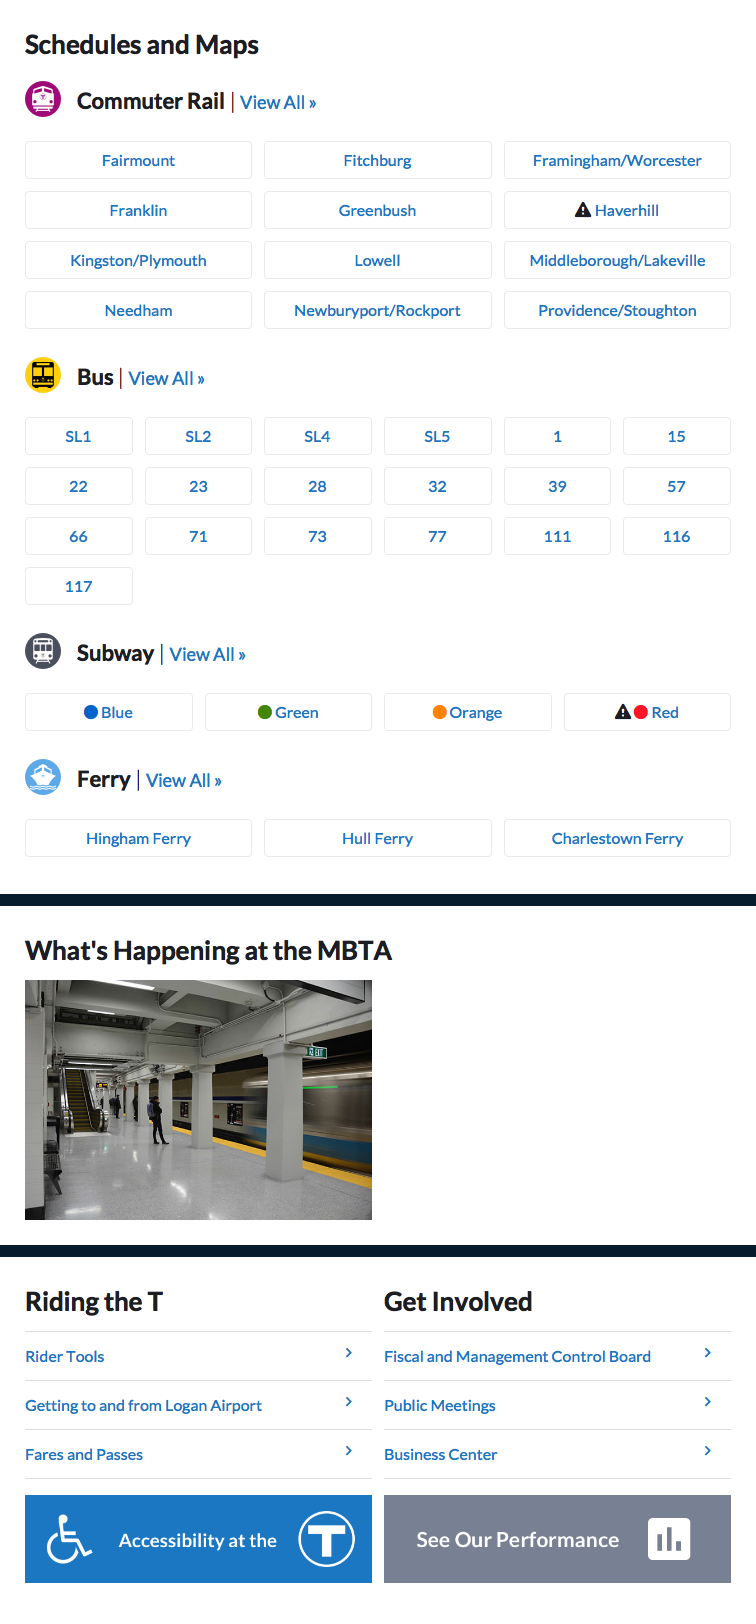 Schedules and Maps
Commuter Rail | View All »
Fairmount Fitchburg Framingham/Worcester
Franklin Greenbush Haverhill
Kingston/Plymouth Lowell Middleborough/Lakeville
Needham Newburyport/Rockport Providence/Stoughton
Bus | View All »
SL1 SL2 SL4 SL5 1 15
22 23 28 32 39 57
66 71 73 77 111 116
117
Subway | View All »
Blue Green Orange Red
Ferry | View All »
Hingham Ferry Hull Ferry Charlestown Ferry
What's Happening at the MBTA
EXIT
Riding the T
Rider Tools
Getting to and from Logan Airport
Fares and Passes
Accessibility at the T
Get Involved
Fiscal and Management Control Board
Public Meetings
Business Center
See Our Performance